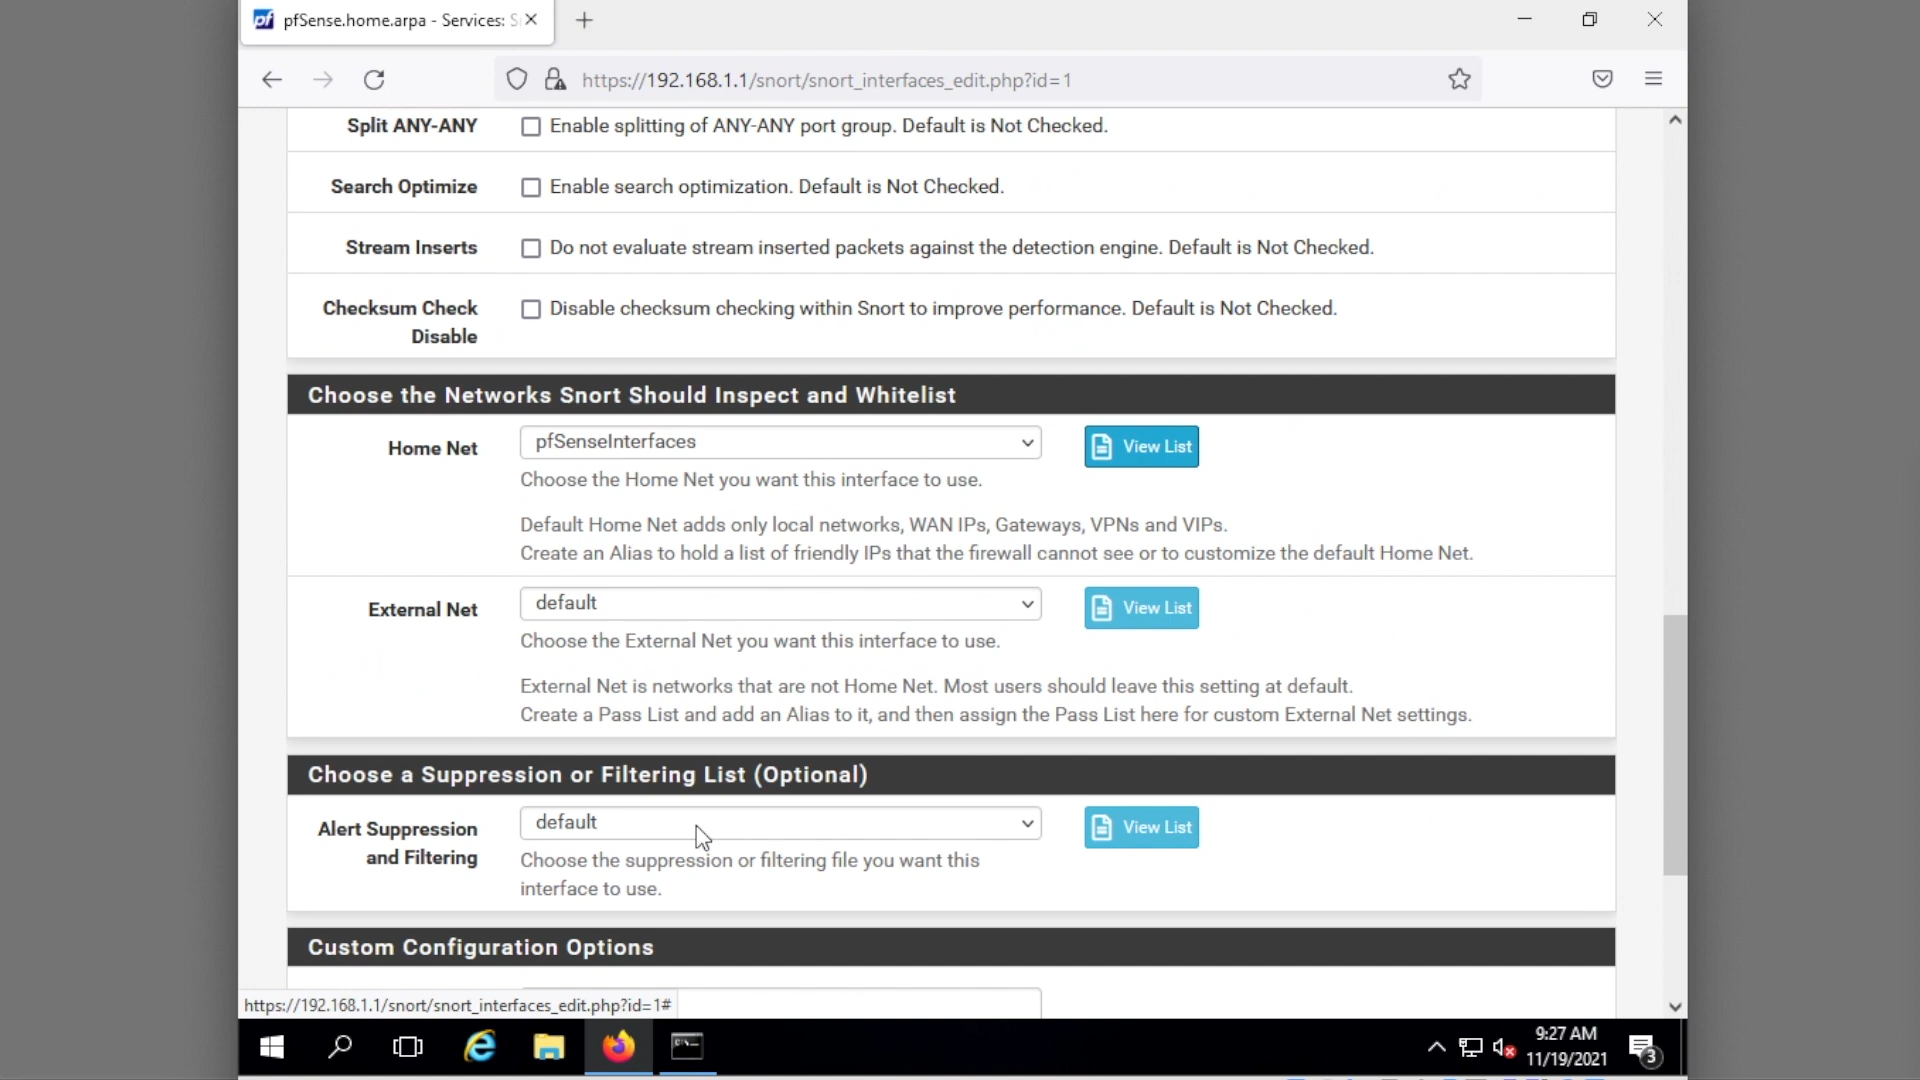 pfSense.home.arpa - Services: S
https://192.168.1.1/snort/snort_interfaces_edit.php?id=1
Split ANY-ANY
Enable splitting of ANY-ANY port group. Default is Not Checked.
Search Optimize
Enable search optimization. Default is Not Checked.
Stream Inserts
Do not evaluate stream inserted packets against the detection engine. Default is Not Checked.
Checksum Check
Disable
Disable checksum checking within Snort to improve performance. Default is Not Checked.
Choose the Networks Snort Should Inspect and Whitelist
Home Net
pfSenseInterfaces
View List
Choose the Home Net you want this interface to use.
Default Home Net adds only local networks, WAN IPs, Gateways, VPNs and VIPs.
Create an Alias to hold a list of friendly IPs that the firewall cannot see or to customize the default Home Net.
External Net
default
View List
Choose the External Net you want this interface to use.
External Net is networks that are not Home Net. Most users should leave this setting at default.
Create a Pass List and add an Alias to it, and then assign the Pass List here for custom External Net settings.
Choose a Suppression or Filtering List (Optional)
Alert Suppression
and Filtering
default
View List
Choose the suppression or filtering file you want this
interface to use.
Custom Configuration Options
https://192.168.1.1/snort/snort_interfaces_edit.php?id=1#
9:27 AM
11/19/2021
3